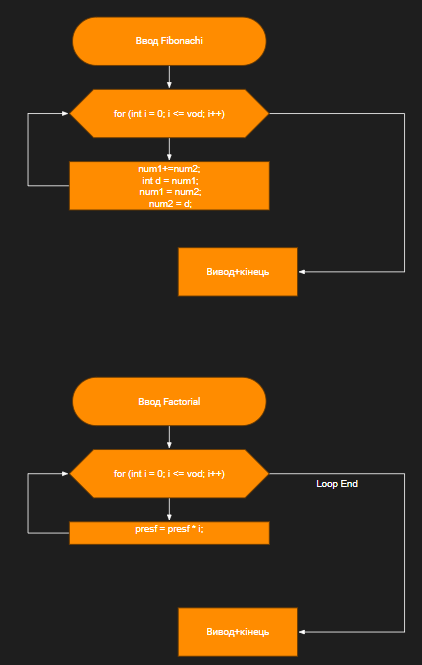 Ввод Fibonachi
for (int i = 0; i <= vod; i++)
num1+=num2;
int d = num1;
num1 = num2;
num2 = d;
Вивод+кінець
Ввод Factorial
for (int i = 0; i <= vod; i++)
Loop End
presf = presf * i;
Вивод+кінець